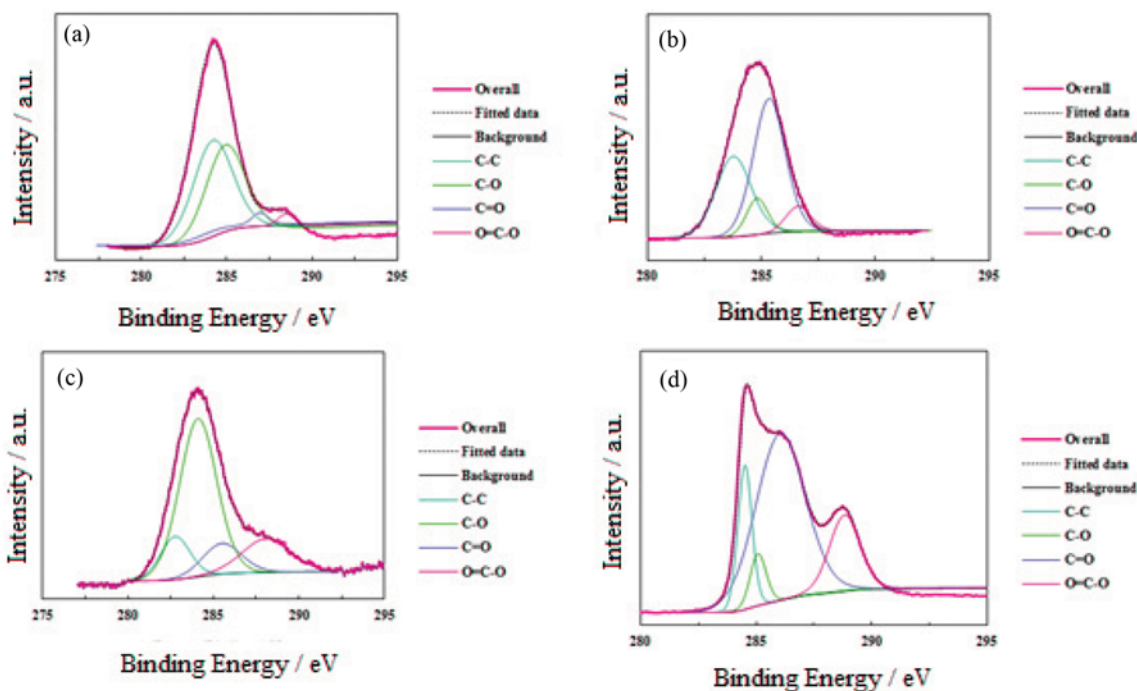 (a)
Intensity / a.u.
Overall
Fitted data
Background
C-C
C-O
C=O
O=C-O
275 280 285 290 295
Binding Energy / eV
(b)
Intensity / a.u.
Overall
Fitted data
Background
C-C
C-O
C=O
O=C-O
280 285 290 295
Binding Energy / eV
(c)
Intensity / a.u.
Overall
Fitted data
Background
C-C
C-O
C=O
O=C-O
275 280 285 290 295
Binding Energy / eV
(d)
Intensity / a.u.
Overall
Fitted data
Background
C-C
C-O
C=O
O=C-O
280 285 290 295
Binding Energy / eV